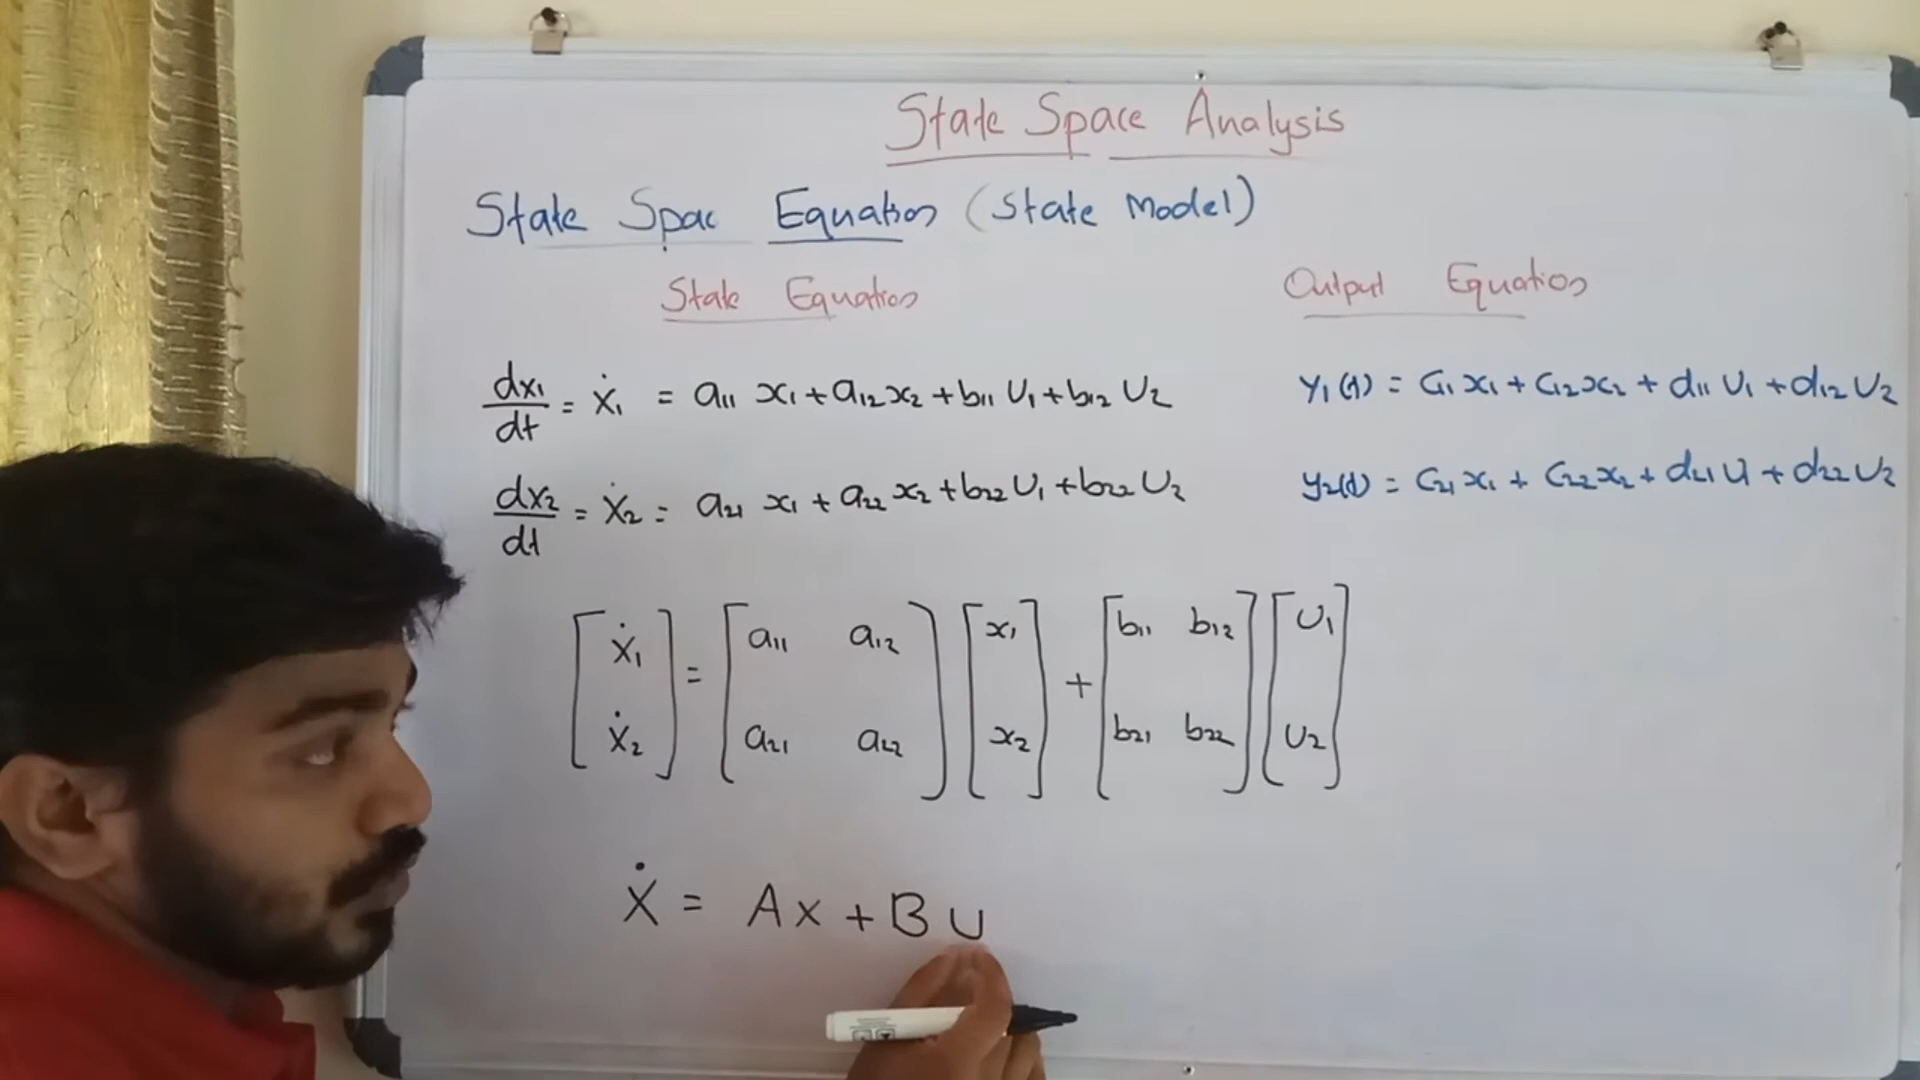 State Space Analysis
State Spac Equation (State Model)
State Equation
Output Equation
dx₁/dt = ẋ₁ = a₁₁ x₁ + a₁₂ x₂ + b₁₁ U₁ + b₁₂ U₂
y₁(t) = C₁₁ x₁ + C₁₂ x₂ + d₁₁ U₁ + d₁₂ U₂
dx₂/dt = ẋ₂ = a₂₁ x₁ + a₂₂ x₂ + b₂₂ U₁ + b₂₂ U₂
y₂(t) = C₂₁ x₁ + C₂₂ x₂ + d₂₁ U + d₂₂ U₂
[ẋ₁ ẋ₂] = [a₁₁ a₁₂ a₂₁ a₂₂] [x₁ x₂] + [b₁₁ b₁₂ b₂₁ b₂₂] [U₁ U₂]
Ẋ = AX + BU